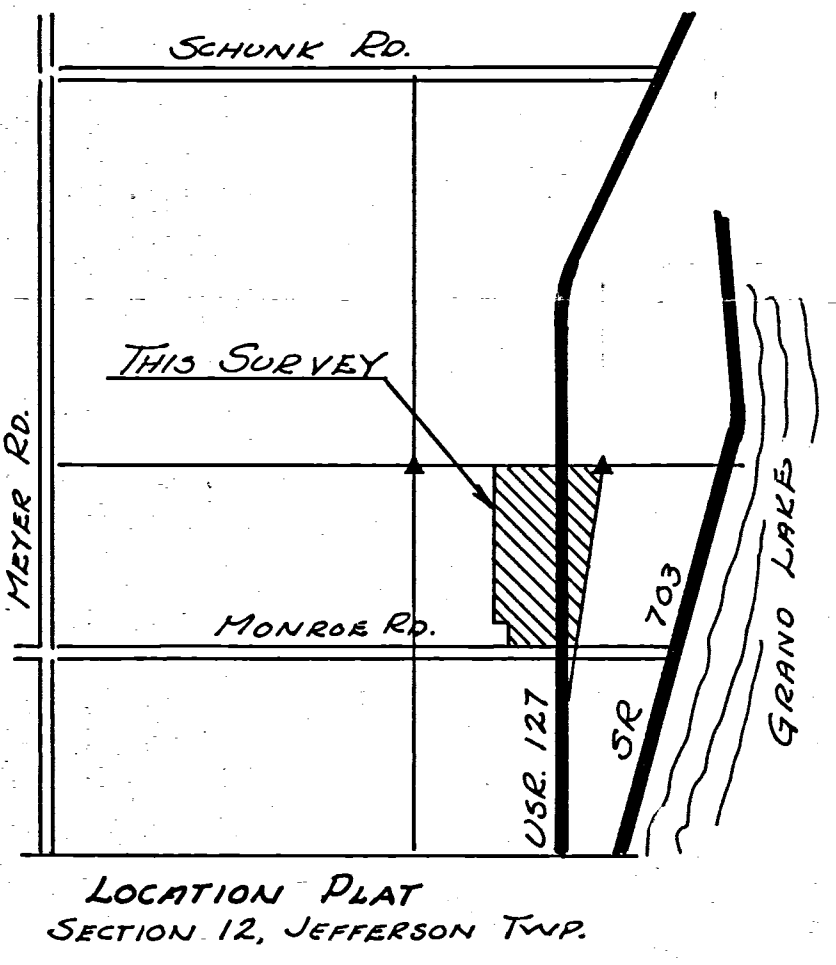 SCHUNK RD.
THIS SURVEY
MEYER RD.
MONROE RD.
USR. 127
SR 703
GRAND LAKE
LOCATION PLAT
SECTION 12, JEFFERSON TWP.